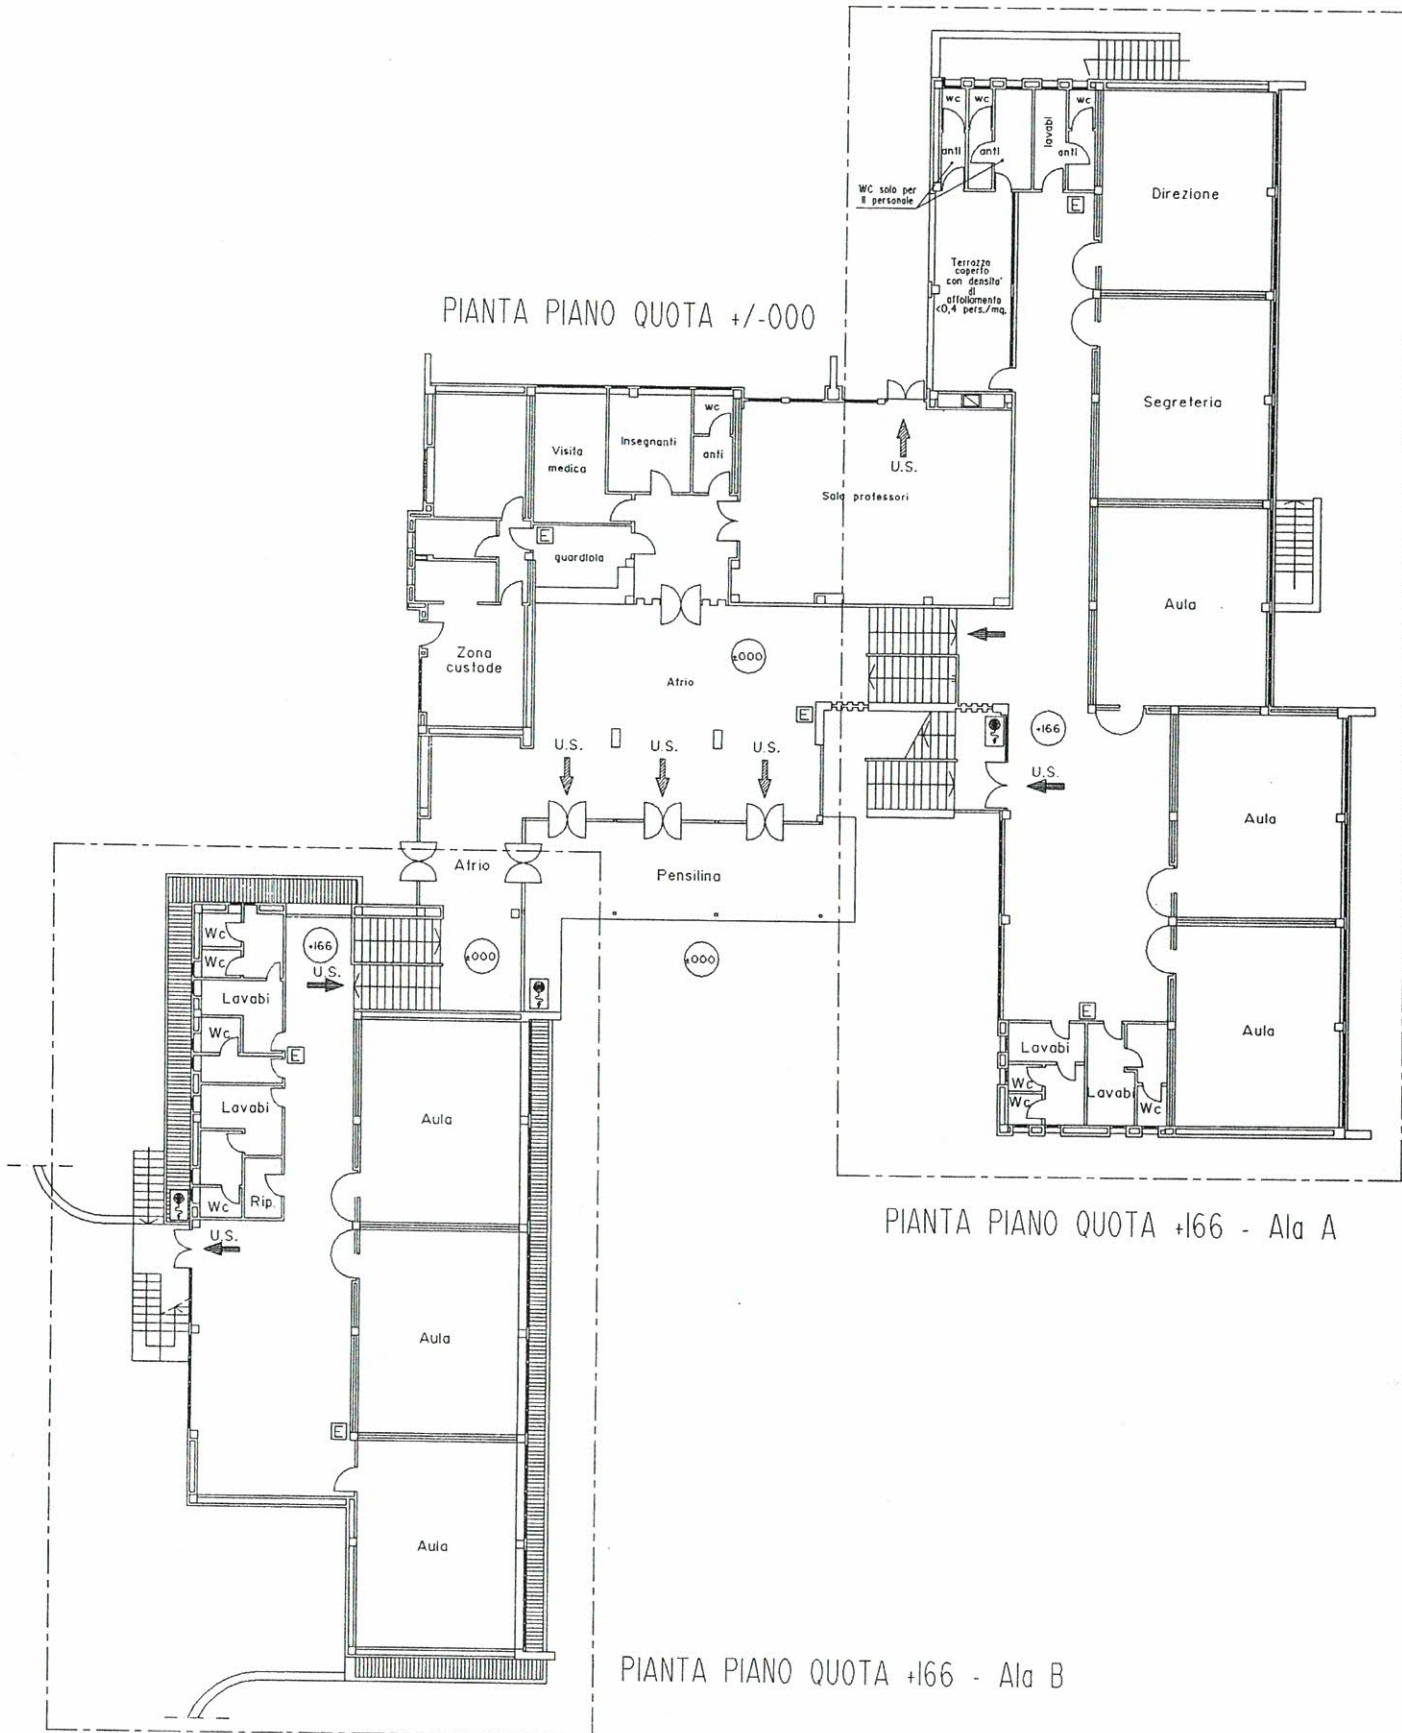 wc
wc
wc
lavabi
anti
anti
anti
WC solo per
il personale
E
Direzione
Terrazzo
coperto
con densita'
di
affollamento
<0,4 pers./mq.
PIANTA PIANO QUOTA +/-000
Segreteria
wc
Visita
medica
Insegnanti
anti
U.S.
Sala professori
E
guardiola
Aula
Zona
custode
±000
Atrio
E
+166
U.S.
U.S.
U.S.
U.S.
Aula
Atrio
Pensilina
Wc
+166
Wc
U.S.
±000
±000
Lavabi
Aula
E
Wc
Lavabi
E
Wc
Wc
Lavabi
Wc
Lavabi
Aula
Wc
Rip.
U.S.
PIANTA PIANO QUOTA +166 - Ala A
Aula
E
Aula
PIANTA PIANO QUOTA +166 - Ala B